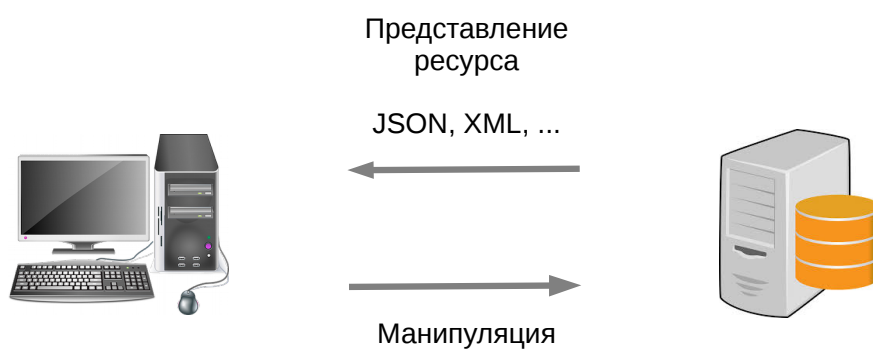 Представление
ресурса
JSON, XML, ...
Манипуляция